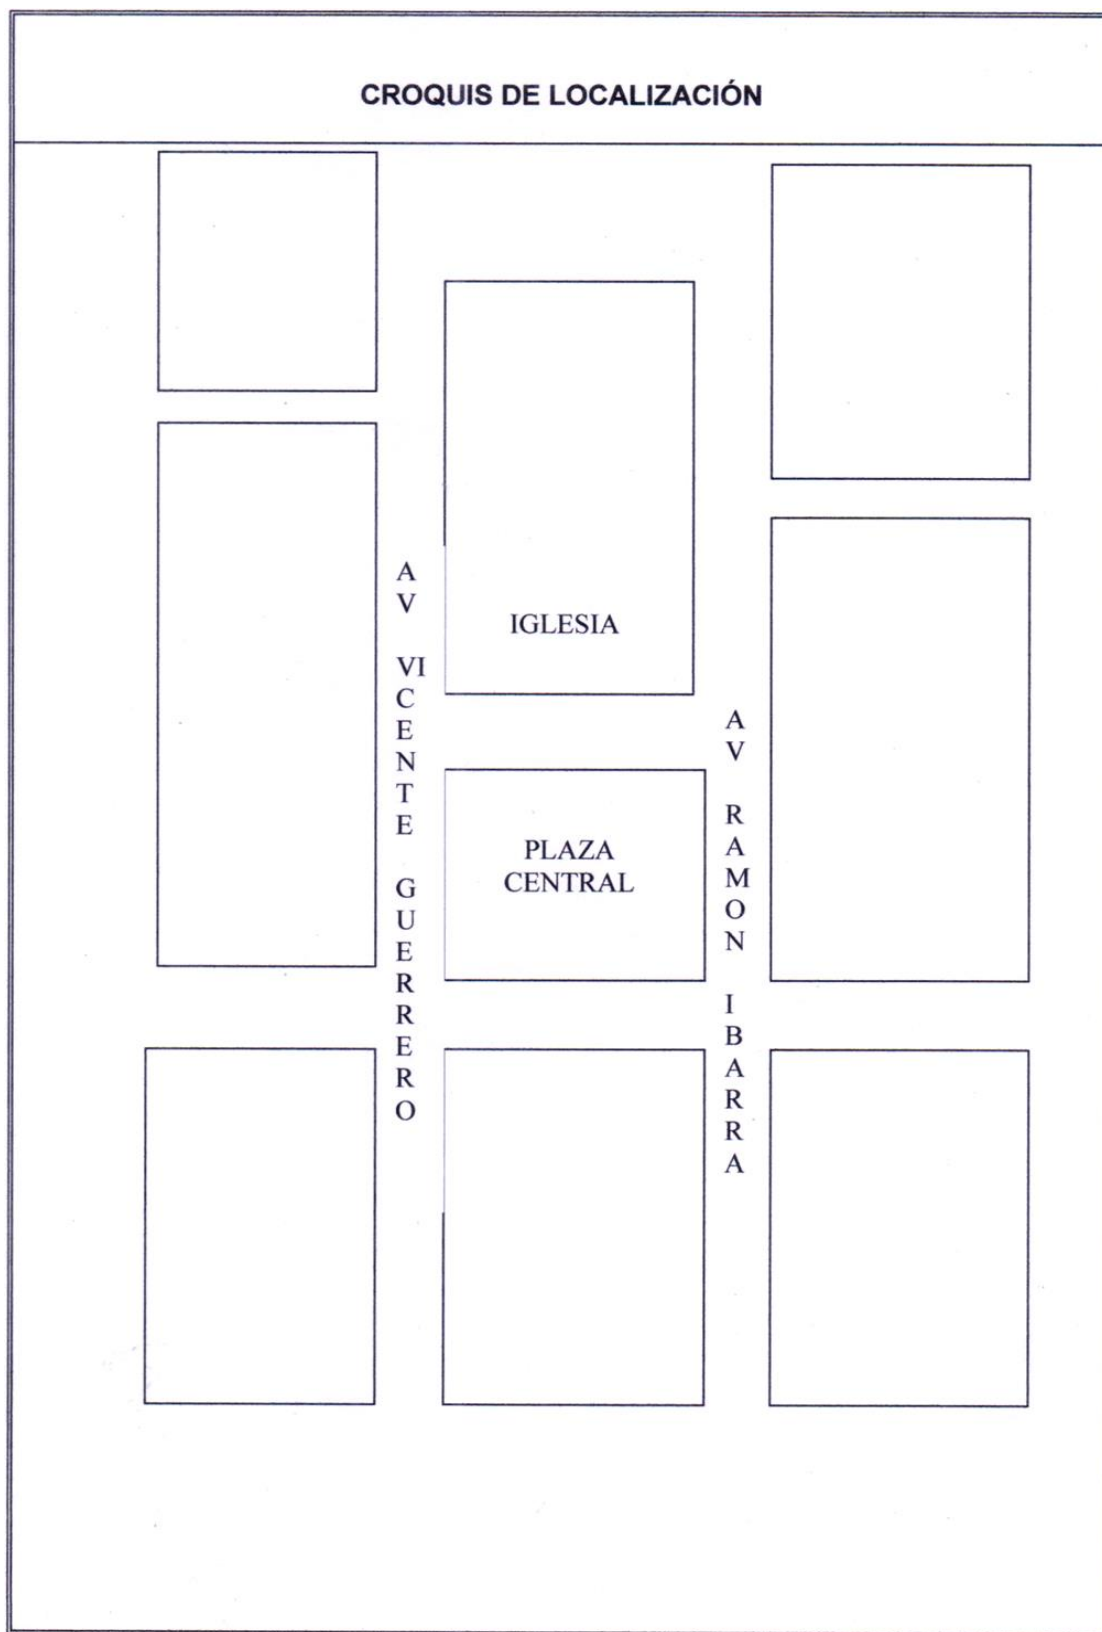 CROQUIS DE LOCALIZACIÓN
IGLESIA
PLAZA
CENTRAL
AV VICENTE GUERRERO
AV RAMON IBARRA